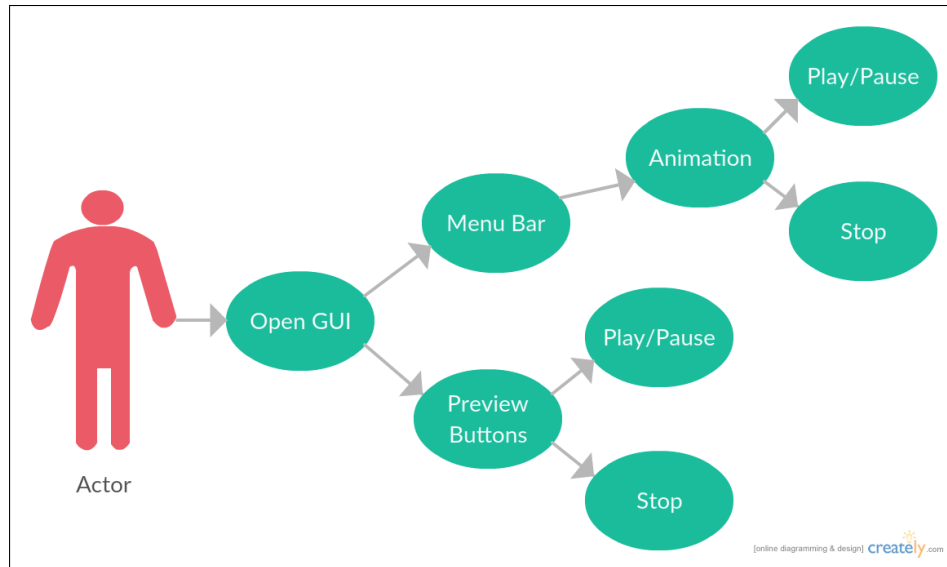 Play/Pause
Animation
Menu Bar
Stop
Open GUI
Play/Pause
Preview
Buttons
Actor
Stop
[online diagramming & design] creately.com